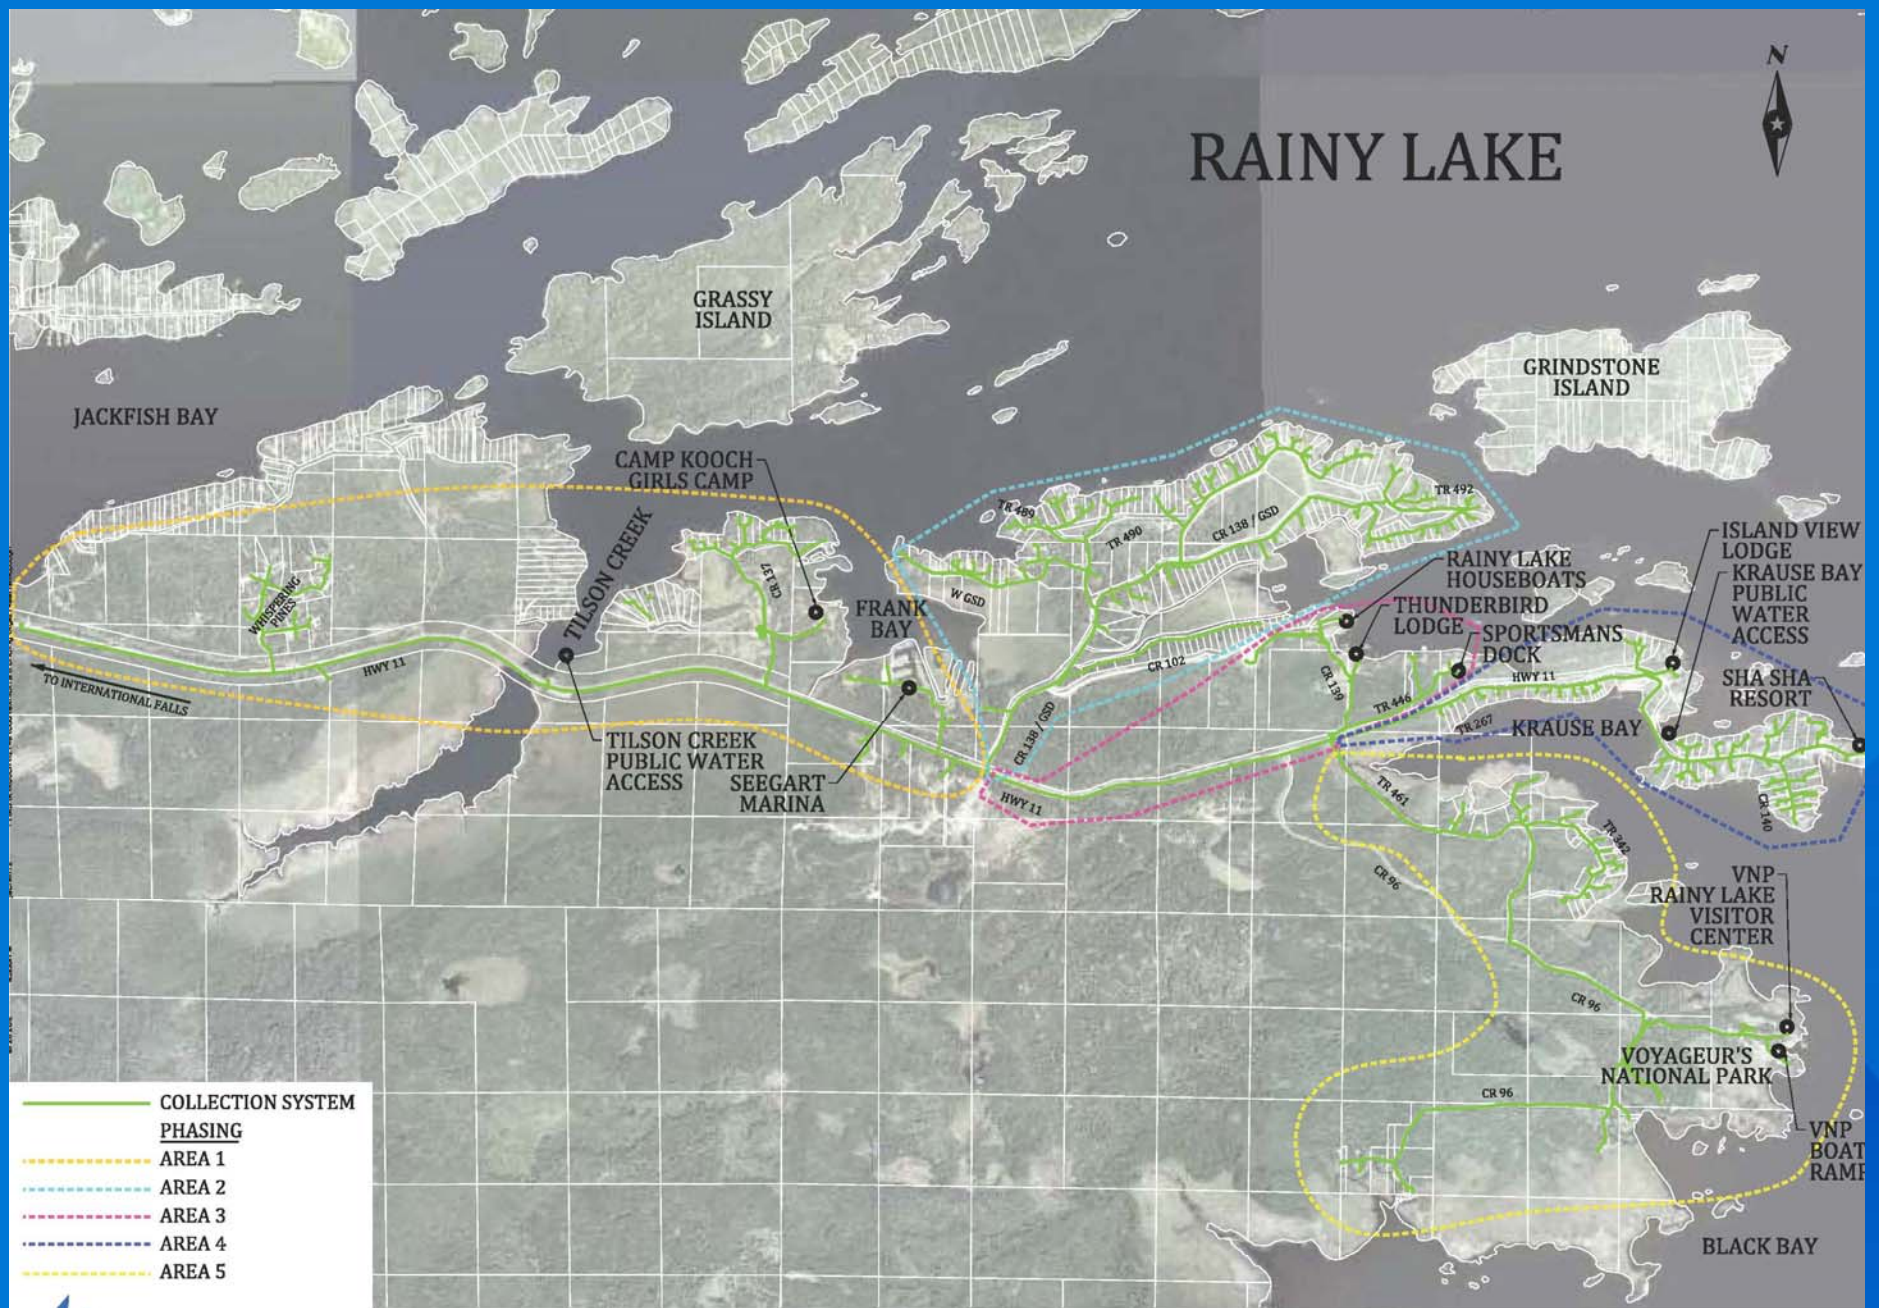 N
RAINY LAKE
GRASSY
ISLAND
GRINDSTONE
ISLAND
JACKFISH BAY
CAMP KOOCH
GIRLS CAMP
TILSON CREEK
TR 489
TR 490
CR 138 / GSD
TR 492
ISLAND VIEW
LODGE
KRAUSE BAY
PUBLIC
WATER
ACCESS
RAINY LAKE
HOUSEBOATS
THUNDERBIRD
LODGE
SPORTSMANS
DOCK
WHISPERING
PINES
CR 137
FRANK
BAY
W GSD
CR 102
CR 139
TR 446
HWY 11
SHA SHA
RESORT
TR 267
KRAUSE BAY
HWY 11
TO INTERNATIONAL FALLS
CR 138 / GSD
TILSON CREEK
PUBLIC WATER
ACCESS
SEEGART
MARINA
HWY 11
TR 461
CR 140
TR 342
CR 96
VNP
RAINY LAKE
VISITOR
CENTER
CR 96
VOYAGEUR'S
NATIONAL PARK
CR 96
VNP
BOAT
RAMP
BLACK BAY
COLLECTION SYSTEM
PHASING
AREA 1
AREA 2
AREA 3
AREA 4
AREA 5